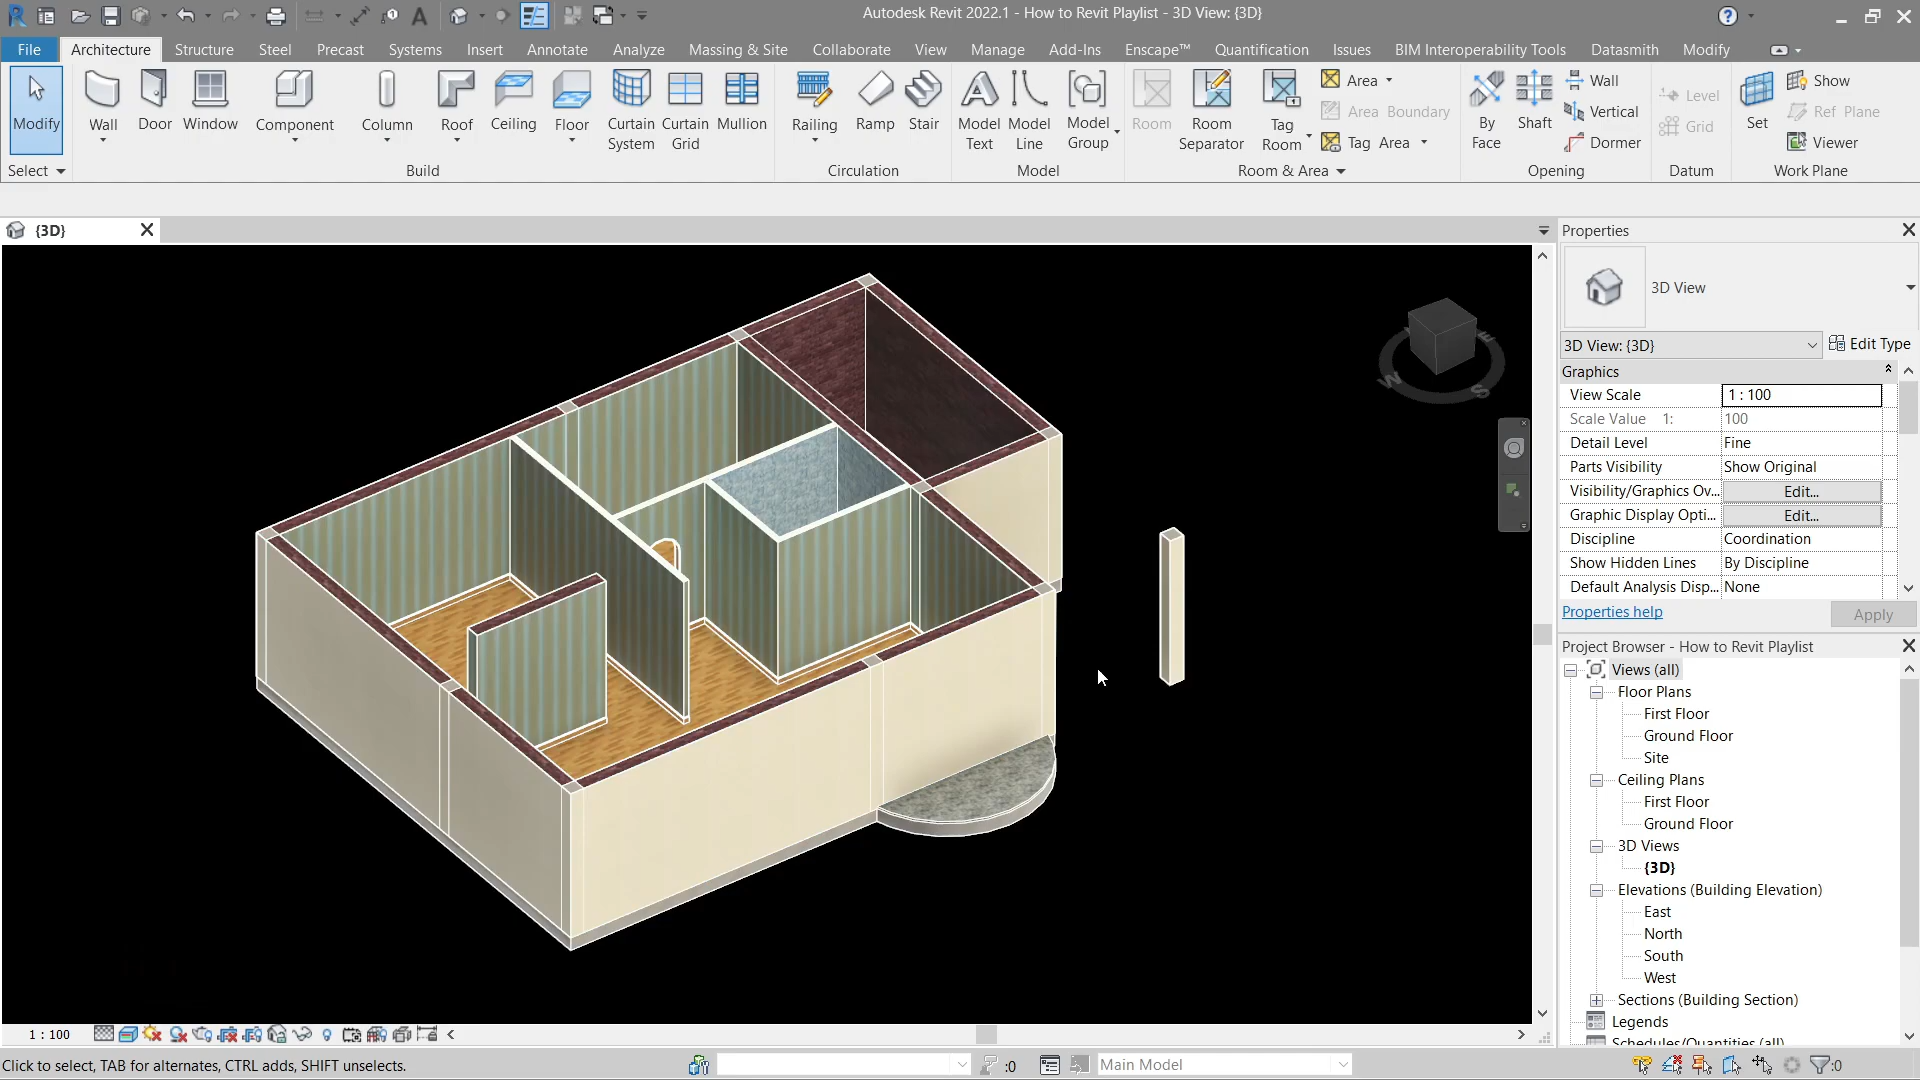 Autodesk Revit 2022.1 - How to Revit Playlist - 3D View: {3D}
File Architecture Structure Steel Precast Systems Insert Annotate Analyze Massing & Site Collaborate View Manage Add-Ins Enscape™ Quantification Issues BIM Interoperability Tools Datasmith Modify
Modify Wall Door Window Component Column Roof Ceiling Floor Curtain System Curtain Grid Mullion
Railing Ramp Stair
Model Text Model Line Model Group
Room Room Separator Tag Room
Area
Area Boundary
Tag Area
By Face Shaft
Wall
Vertical
Dormer
Level
Grid
Set
Show
Ref Plane
Viewer
Select Build Circulation Model Room & Area Opening Datum Work Plane
{3D}
W
S
E
Properties
3D View
3D View: {3D} Edit Type
Graphics
View Scale 1 : 100
Scale Value 1: 100
Detail Level Fine
Parts Visibility Show Original
Visibility/Graphics Ov... Edit...
Graphic Display Opti... Edit...
Discipline Coordination
Show Hidden Lines By Discipline
Default Analysis Disp... None
Properties help Apply
Project Browser - How to Revit Playlist
Views (all)
Floor Plans
First Floor
Ground Floor
Site
Ceiling Plans
First Floor
Ground Floor
3D Views
{3D}
Elevations (Building Elevation)
East
North
South
West
Sections (Building Section)
Legends
Schedules/Quantities (all)
1 : 100
Click to select, TAB for alternates, CTRL adds, SHIFT unselects.
:0
Main Model
:0